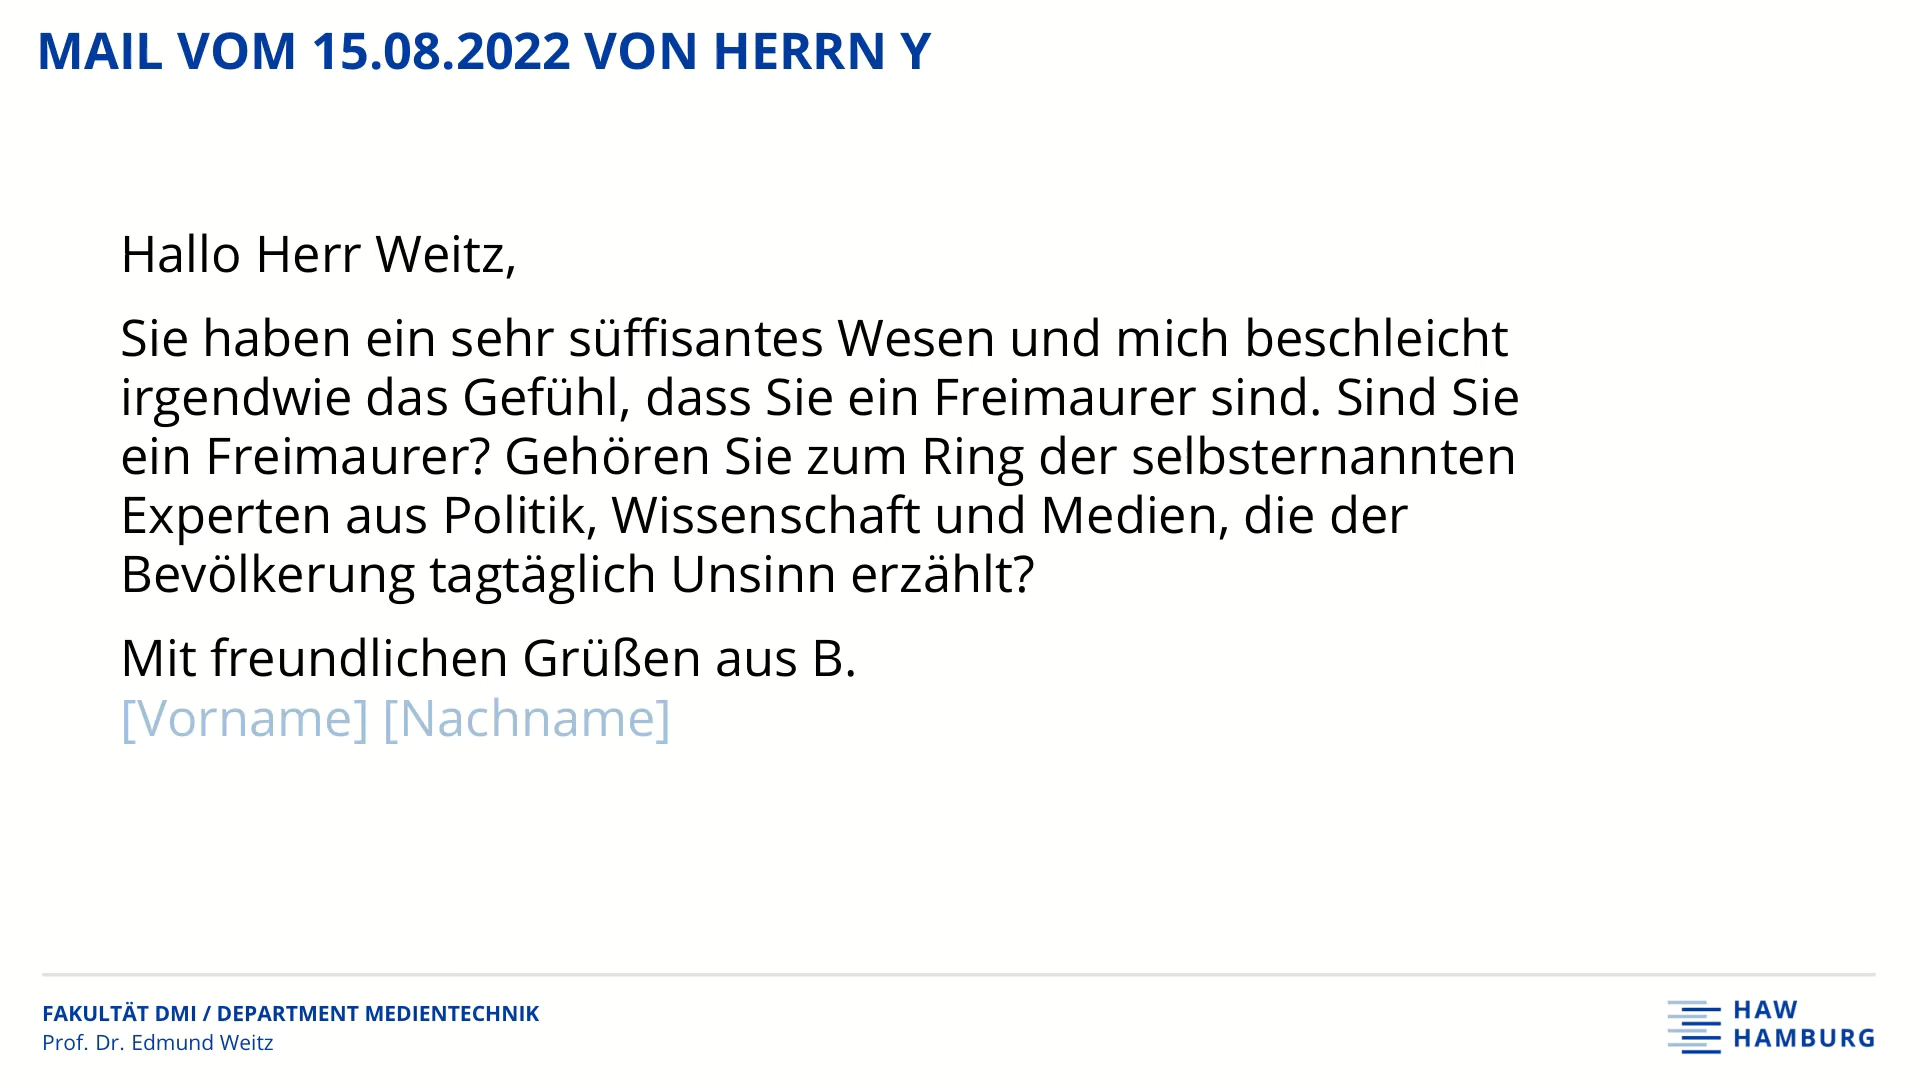 MAIL VOM 15.08.2022 VON HERRN Y
Hallo Herr Weitz,
Sie haben ein sehr süffisantes Wesen und mich beschleicht
irgendwie das Gefühl, dass Sie ein Freimaurer sind. Sind Sie
ein Freimaurer? Gehören Sie zum Ring der selbsternannten
Experten aus Politik, Wissenschaft und Medien, die der
Bevölkerung tagtäglich Unsinn erzählt?
Mit freundlichen Grüßen aus B.
[Vorname] [Nachname]
FAKULTÄT DMI / DEPARTMENT MEDIENTECHNIK
Prof. Dr. Edmund Weitz
HAW
HAMBURG